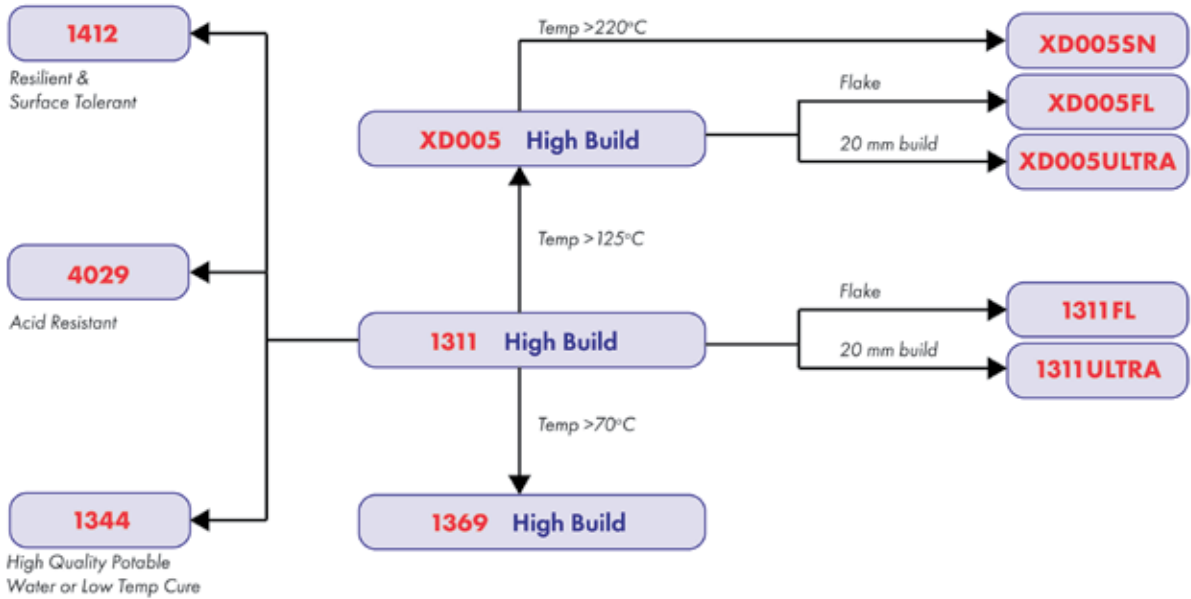 1412
Resilient &
Surface Tolerant
4029
Acid Resistant
1344
High Quality Potable
Water or Low Temp Cure
Temp >220°C
XD005 High Build
Temp >125°C
1311 High Build
Temp >70°C
1369 High Build
XD005SN
Flake
XD005FL
20 mm build
XD005ULTRA
Flake
1311FL
20 mm build
1311ULTRA